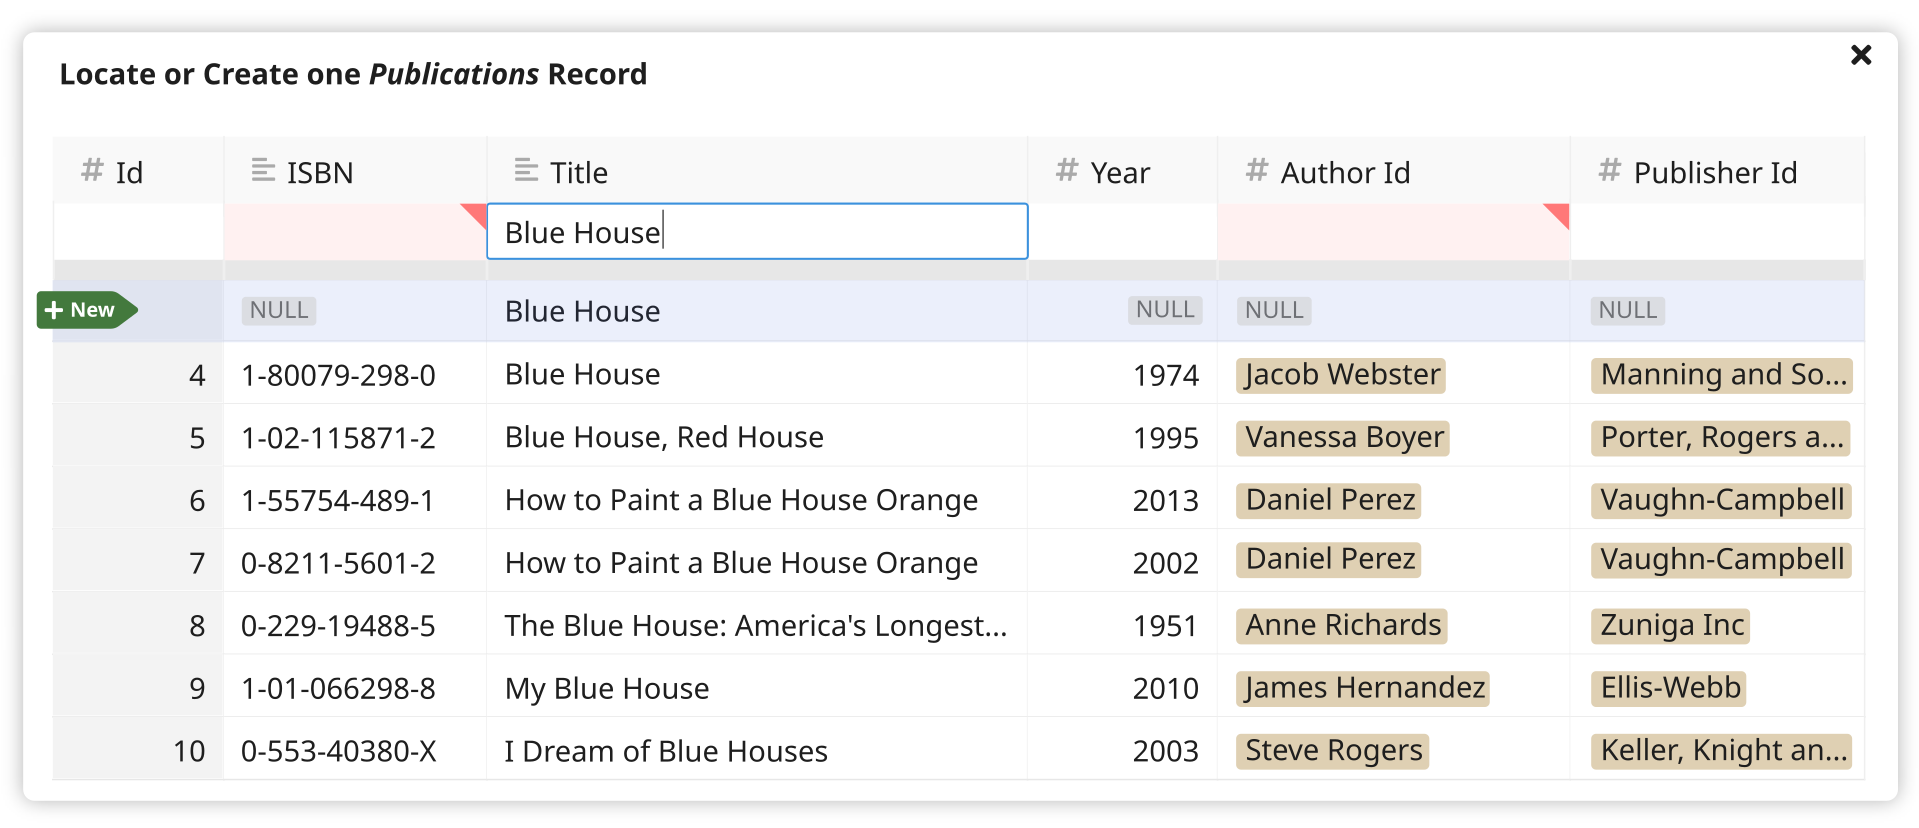 Locate or Create one Publications Record
# Id ISBN Title # Year # Author Id # Publisher Id
Blue House
+ New NULL Blue House NULL NULL NULL
4 1-80079-298-0 Blue House 1974 Jacob Webster Manning and So...
5 1-02-115871-2 Blue House, Red House 1995 Vanessa Boyer Porter, Rogers a...
6 1-55754-489-1 How to Paint a Blue House Orange 2013 Daniel Perez Vaughn-Campbell
7 0-8211-5601-2 How to Paint a Blue House Orange 2002 Daniel Perez Vaughn-Campbell
8 0-229-19488-5 The Blue House: America's Longest... 1951 Anne Richards Zuniga Inc
9 1-01-066298-8 My Blue House 2010 James Hernandez Ellis-Webb
10 0-553-40380-X I Dream of Blue Houses 2003 Steve Rogers Keller, Knight an...